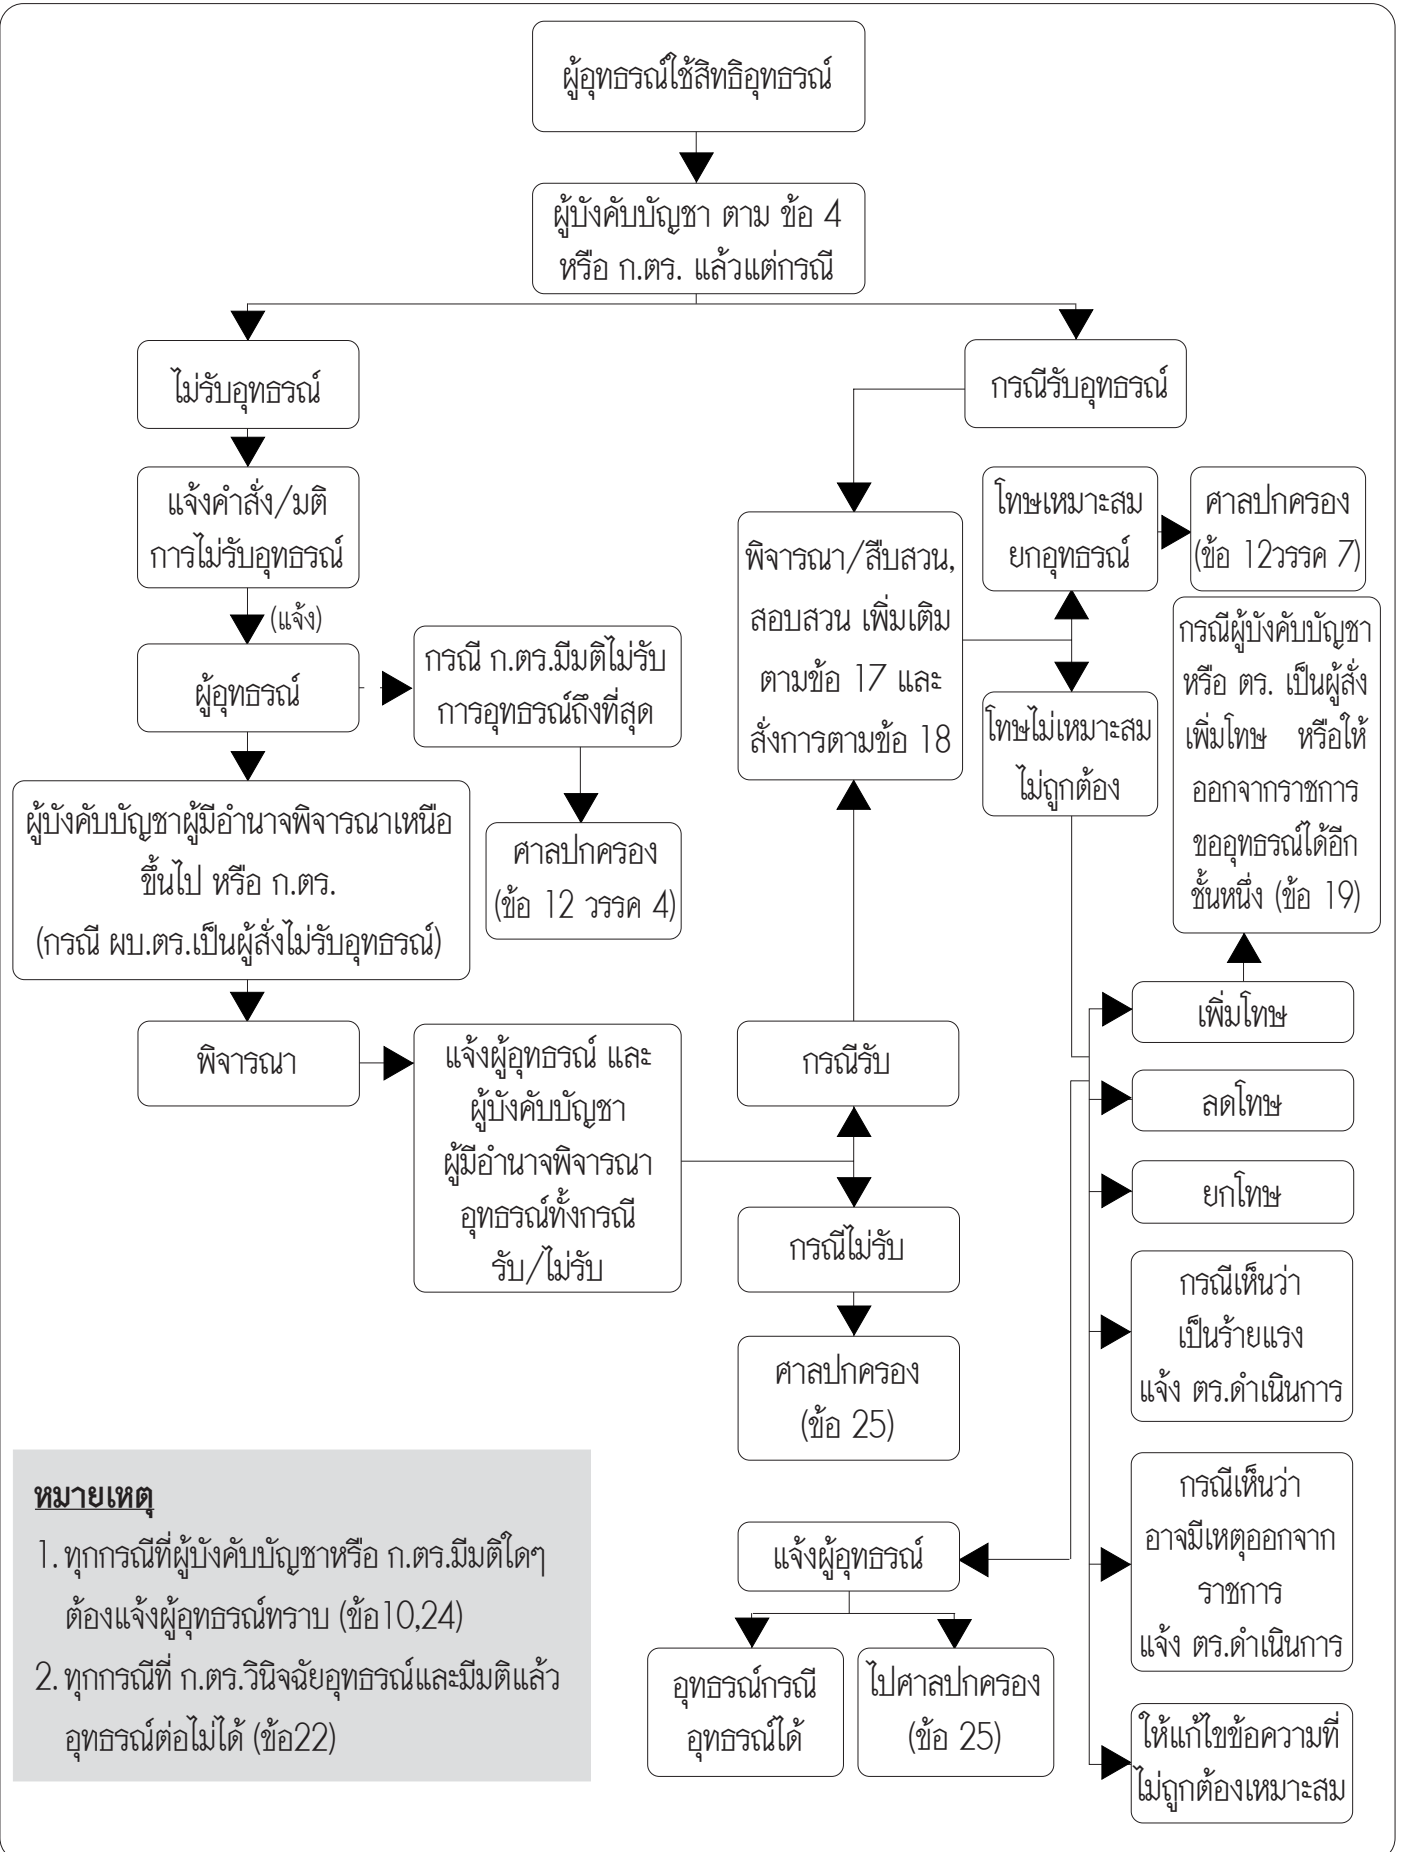 ผู้อุทธรณ์ใช้สิทธิอุทธรณ์
ผู้บังคับบัญชา ตาม ข้อ 4
หรือ ก.ตร. แล้วแต่กรณี
ไม่รับอุทธรณ์
แจ้งคำสั่ง/มติ
การไม่รับอุทธรณ์
(แจ้ง)
ผู้อุทธรณ์
กรณี ก.ตร.มีมติไม่รับ
การอุทธรณ์ถึงที่สุด
ศาลปกครอง
(ข้อ 12 วรรค 4)
ผู้บังคับบัญชาผู้มีอำนาจพิจารณาเหนือ
ขึ้นไป หรือ ก.ตร.
(กรณี ผบ.ตร.เป็นผู้สั่งไม่รับอุทธรณ์)
พิจารณา
แจ้งผู้อุทธรณ์ และ
ผู้บังคับบัญชา
ผู้มีอำนาจพิจารณา
อุทธรณ์ทั้งกรณี
รับ/ไม่รับ
กรณีรับอุทธรณ์
พิจารณา/สืบสวน,
สอบสวน เพิ่มเติม
ตามข้อ 17 และ
สั่งการตามข้อ 18
โทษเหมาะสม
ยกอุทธรณ์
ศาลปกครอง
(ข้อ 12วรรค 7)
โทษไม่เหมาะสม
ไม่ถูกต้อง
กรณีผู้บังคับบัญชา
หรือ ตร. เป็นผู้สั่ง
เพิ่มโทษ หรือให้
ออกจากราชการ
ขออุทธรณ์ได้อีก
ชั้นหนึ่ง (ข้อ 19)
กรณีรับ
กรณีไม่รับ
ศาลปกครอง
(ข้อ 25)
เพิ่มโทษ
ลดโทษ
ยกโทษ
กรณีเห็นว่า
เป็นร้ายแรง
แจ้ง ตร.ดำเนินการ
กรณีเห็นว่า
อาจมีเหตุออกจาก
ราชการ
แจ้ง ตร.ดำเนินการ
ให้แก้ไขข้อความที่
ไม่ถูกต้องเหมาะสม
แจ้งผู้อุทธรณ์
อุทธรณ์กรณี
อุทธรณ์ได้
ไปศาลปกครอง
(ข้อ 25)
หมายเหตุ
1. ทุกกรณีที่ผู้บังคับบัญชาหรือ ก.ตร.มีมติใดๆ
ต้องแจ้งผู้อุทธรณ์ทราบ (ข้อ10,24)
2. ทุกกรณีที่ ก.ตร.วินิจฉัยอุทธรณ์และมีมติแล้ว
อุทธรณ์ต่อไม่ได้ (ข้อ22)